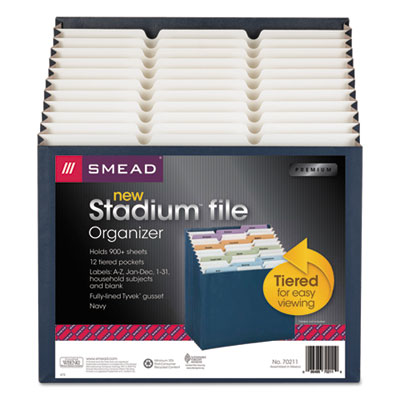 SMEAD
PREMIUM
new
Stadium™ file
Organizer
Holds 900+ sheets
12 tiered pockets
Labels: A-Z, Jan-Dec, 1-31,
household subjects
and blank
Fully-lined Tyvek® gusset
Navy
Tiered
for easy
viewing
No. 70211